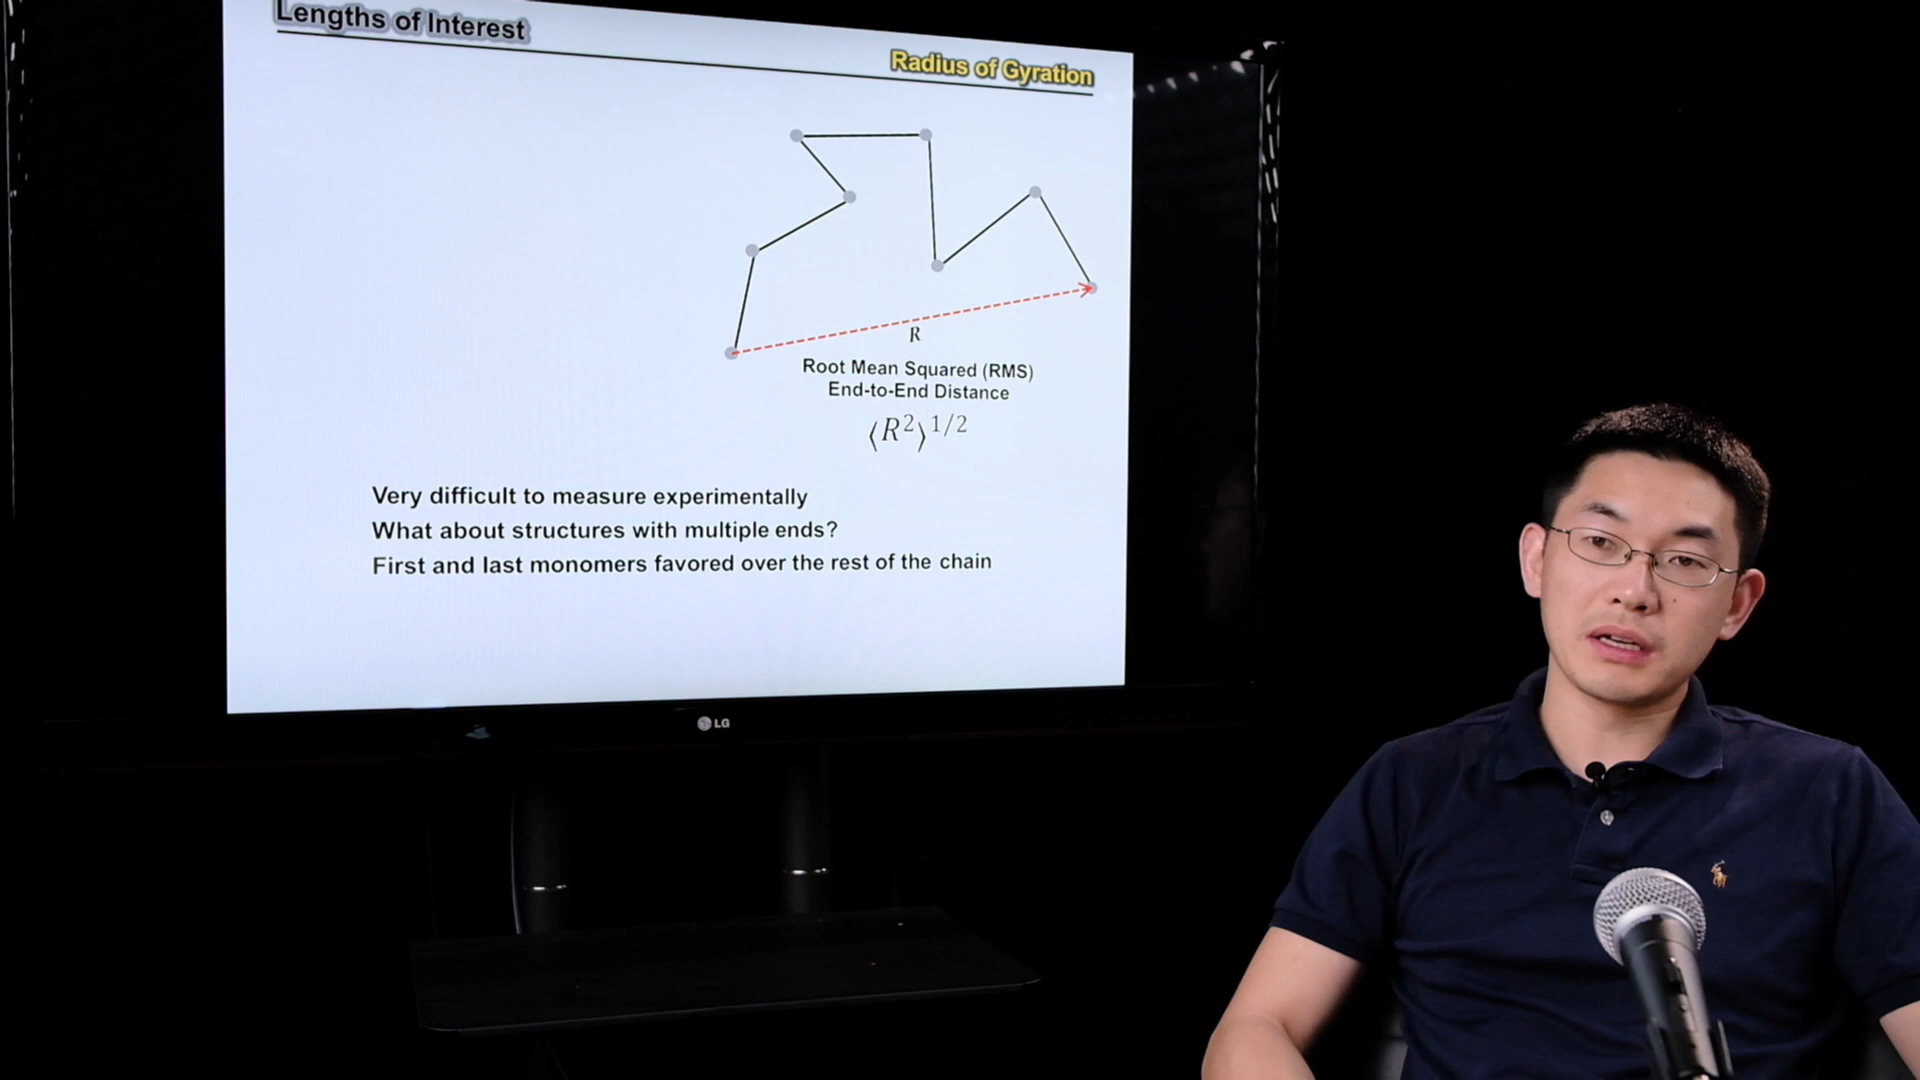 Lengths of Interest
Radius of Gyration
R
Root Mean Squared (RMS)
End-to-End Distance
⟨R²⟩^{1/2}
Very difficult to measure experimentally
What about structures with multiple ends?
First and last monomers favored over the rest of the chain
LG